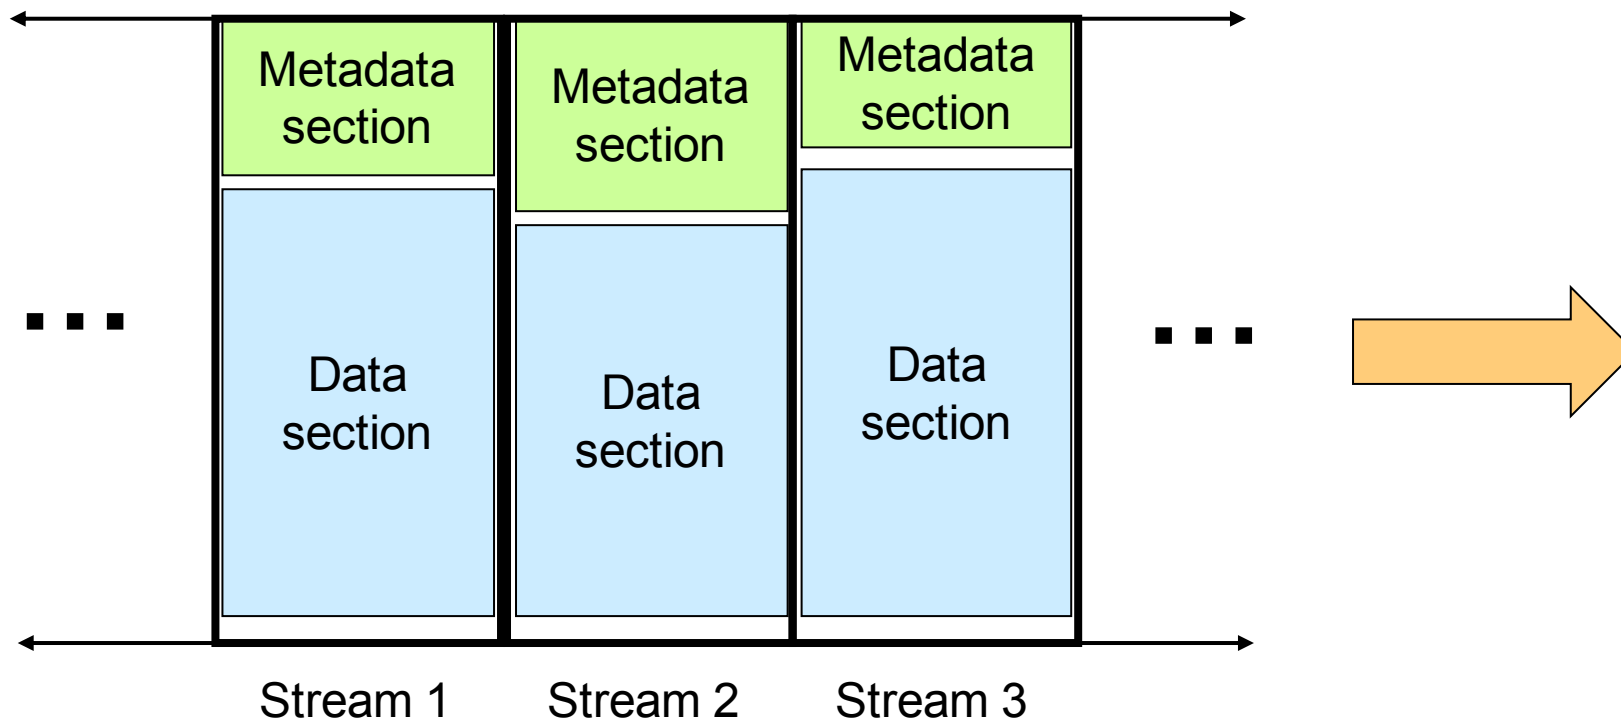 Metadata
section
Data
section
Stream 1
Metadata
section
Data
section
Stream 2
Metadata
section
Data
section
Stream 3